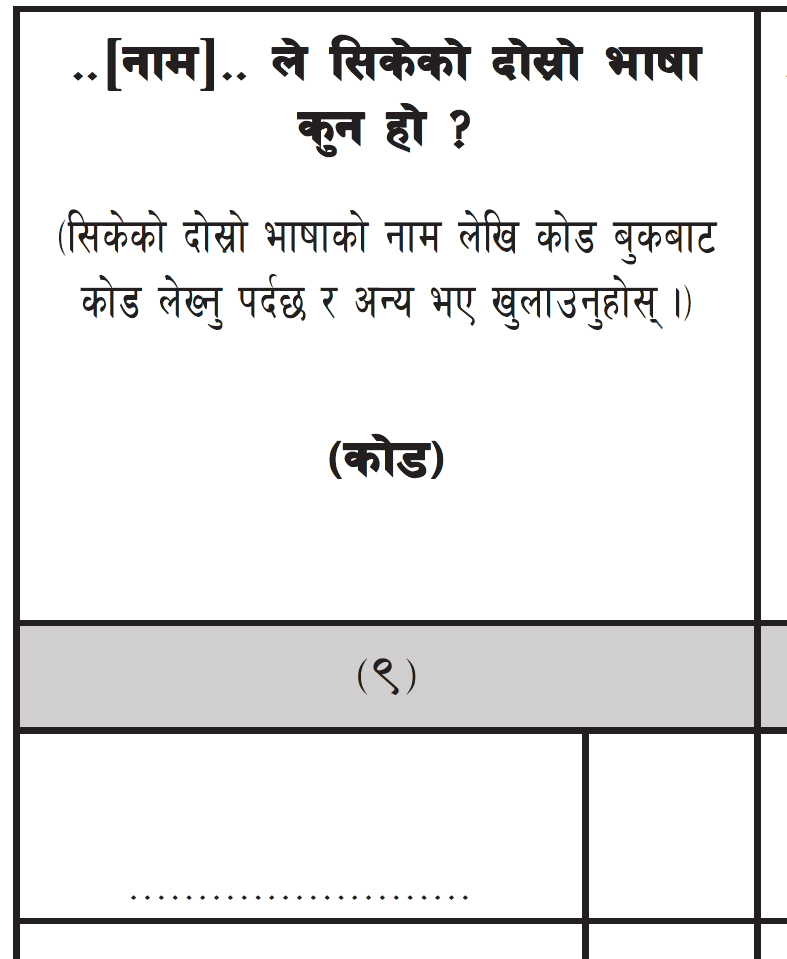 ..[नाम].. ले सिकेको दोस्रो भाषा
कुन हो ?
(सिकेको दोस्रो भाषाको नाम लेखि कोड बुकबाट
कोड लेख्नु पर्दछ र अन्य भए खुलाउनुहोस् ।)
(कोड)
(९)
.........................